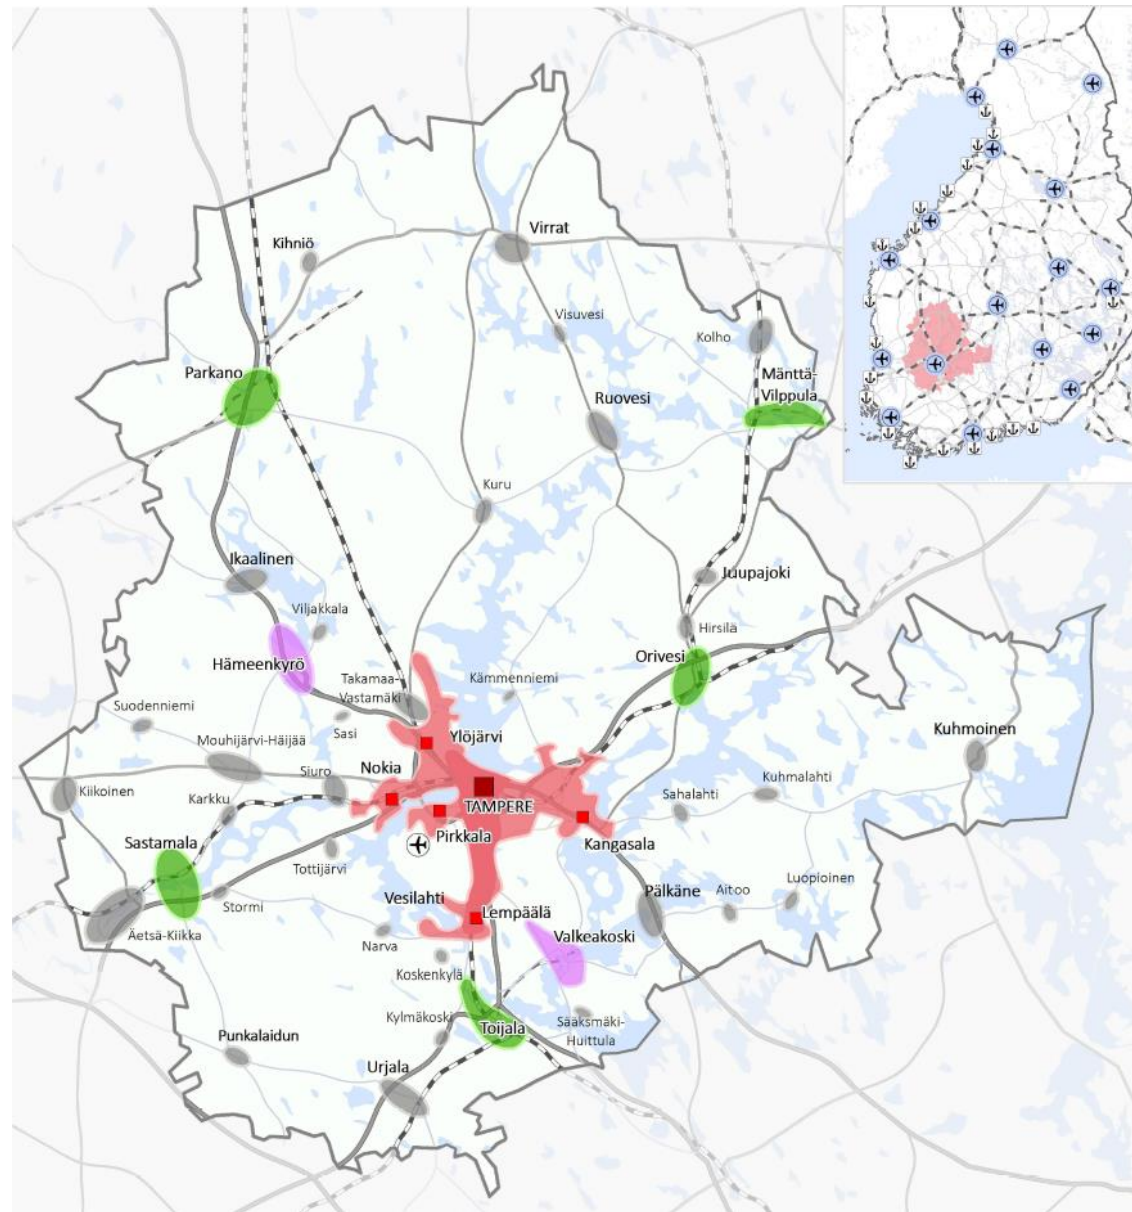 Virrat
Kihniö
Visuvesi
Kolho
Parkano
Mänttä-
Vilppula
Ruovesi
Kuru
Ikaalinen
Juupajoki
Viljakkala
Hirsilä
Hämeenkyrö
Orivesi
Takamaa-
Vastamäki
Kämmenniemi
Suodenniemi
Sasi
Ylöjärvi
Kuhmoinen
Mouhijärvi-Häijää
Siuro
Nokia
Kuhmalahti
Kiikoinen
Karkku
TAMPERE
Sahalahti
Pirkkala
Kangasala
Sastamala
Tottijärvi
Pälkäne
Aitoo
Luopioinen
Vesilahti
Stormi
Lempäälä
Äetsä-Kiikka
Valkeakoski
Narva
Koskenkylä
Kylmäkoski
Toijala
Sääksmäki-
Huittula
Punkalaidun
Urjala